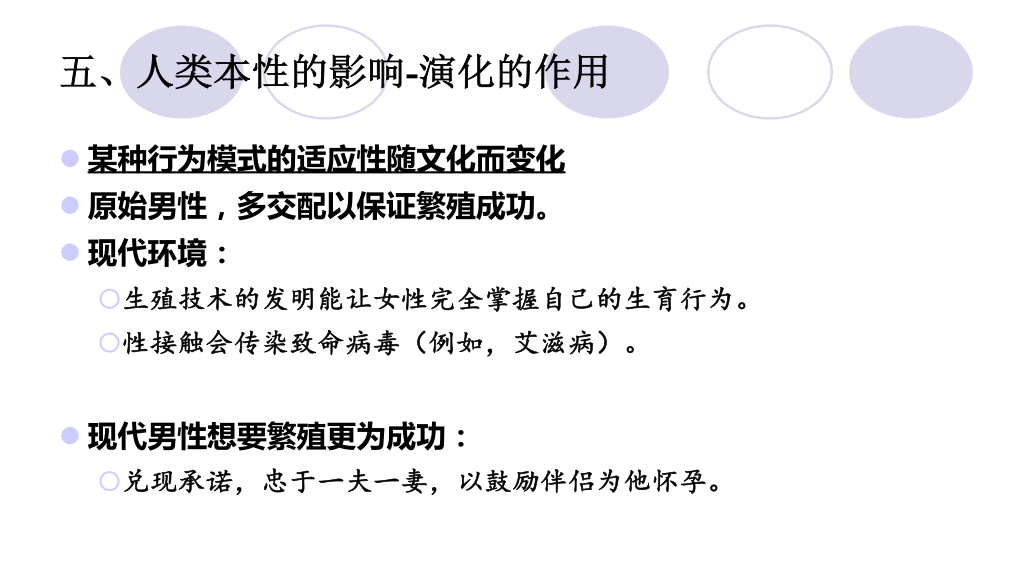 五、人类本性的影响-演化的作用
某种行为模式的适应性随文化而变化
原始男性，多交配以保证繁殖成功。
现代环境：
生殖技术的发明能让女性完全掌握自己的生育行为。
性接触会传染致命病毒（例如，艾滋病）。
现代男性想要繁殖更为成功：
兑现承诺，忠于一夫一妻，以鼓励伴侣为他怀孕。